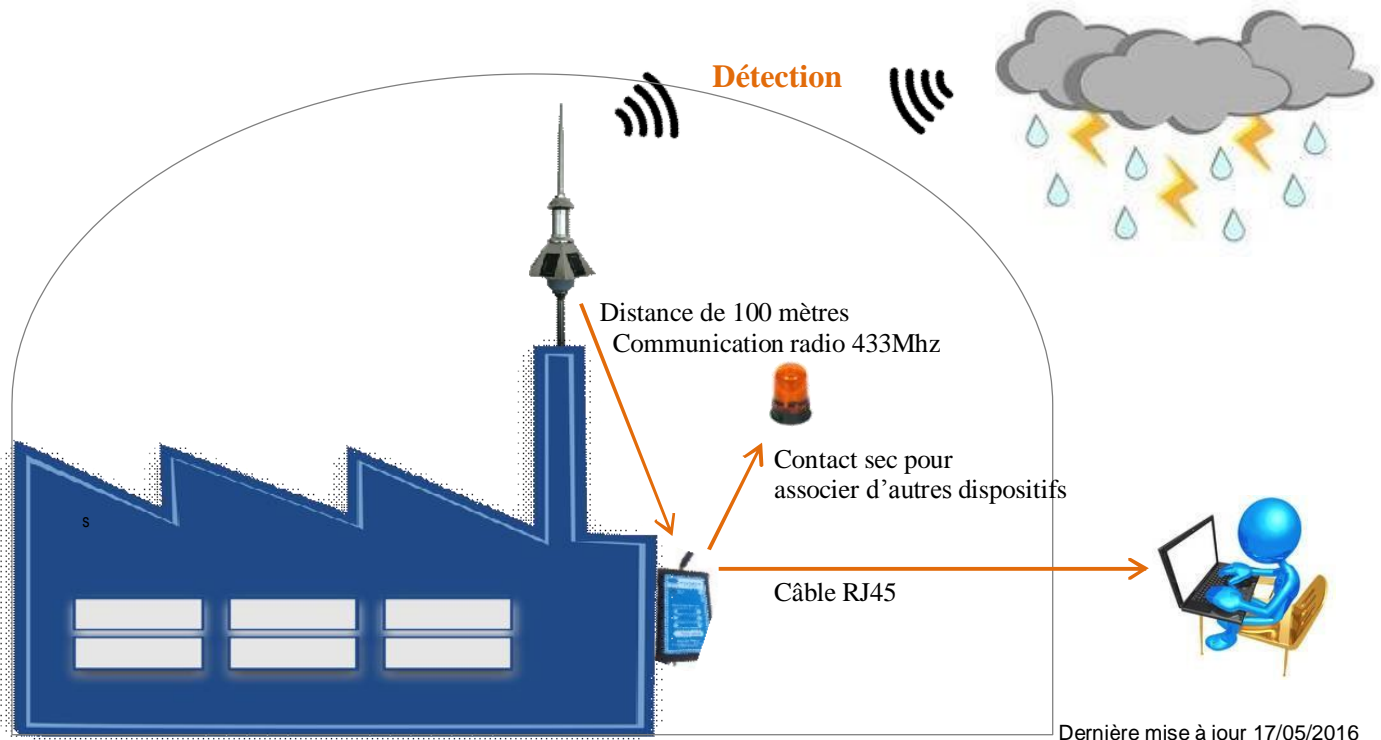 Détection
Distance de 100 mètres
Communication radio 433Mhz
Contact sec pour
associer d’autres dispositifs
s
Câble RJ45
Dernière mise à jour 17/05/2016